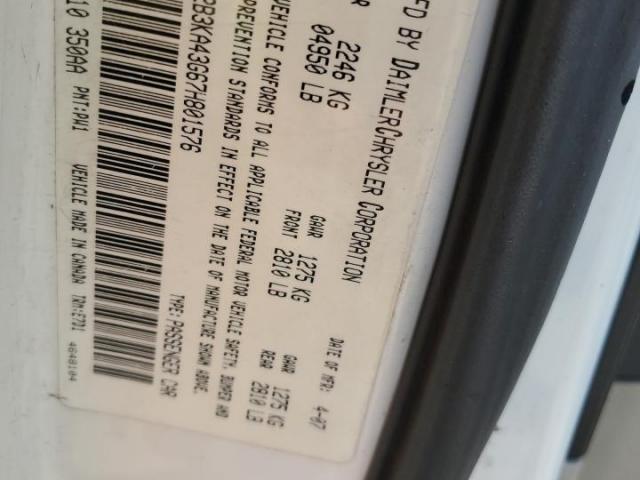 ED BY DAIMLERCHRYSLER CORPORATION
DATE OF MFR: 4-07
R 2246 KG GAWR 1275 KG GAWR 1275 KG
04950 LB FRONT 2810 LB REAR 2810 LB
VEHICLE CONFORMS TO ALL APPLICABLE FEDERAL MOTOR VEHICLE SAFETY, BUMPER AND
PREVENTION STANDARDS IN EFFECT ON THE DATE OF MANUFACTURE SHOWN ABOVE.
B3KA43G67H801576 TYPE: PASSENGER CAR
10 350AA PNT:PW1 VEHICLE MADE IN CANADA 4648104